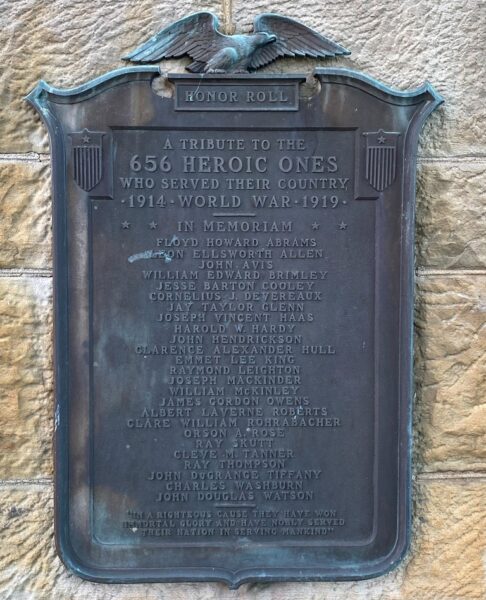 HONOR ROLL
A TRIBUTE TO THE
656 HEROIC ONES
WHO SERVED THEIR COUNTRY
·1914·WORLD WAR·1919·
★ ★ IN MEMORIAM ★ ★
FLOYD HOWARD ABRAMS
ELLSWORTH ALLEN
JOHN AVIS
WILLIAM EDWARD BRIMLEY
JESSE BARTON COOLEY
CORNELIUS J. DEVEREAUX
JAY TAYLOR GLENN
JOSEPH VINCENT HAAS
HAROLD W. HARDY
JOHN HENDRICKSON
CLARENCE ALEXANDER HULL
EMMET LEE KING
RAYMOND LEIGHTON
JOSEPH MACKINDER
WILLIAM McKINLEY
JAMES GORDON OWENS
ALBERT LAVERNE ROBERTS
CLARE WILLIAM ROHRABACHER
ORSON A. ROSE
RAY SKUTT
CLEVE M. TANNER
RAY THOMPSON
JOHN DuGRANGE TIFFANY
CHARLES WASHBURN
JOHN DOUGLAS WATSON
"IN A RIGHTEOUS CAUSE THEY HAVE WON
IMMORTAL GLORY AND HAVE NOBLY SERVED
THEIR NATION IN SERVING MANKIND"